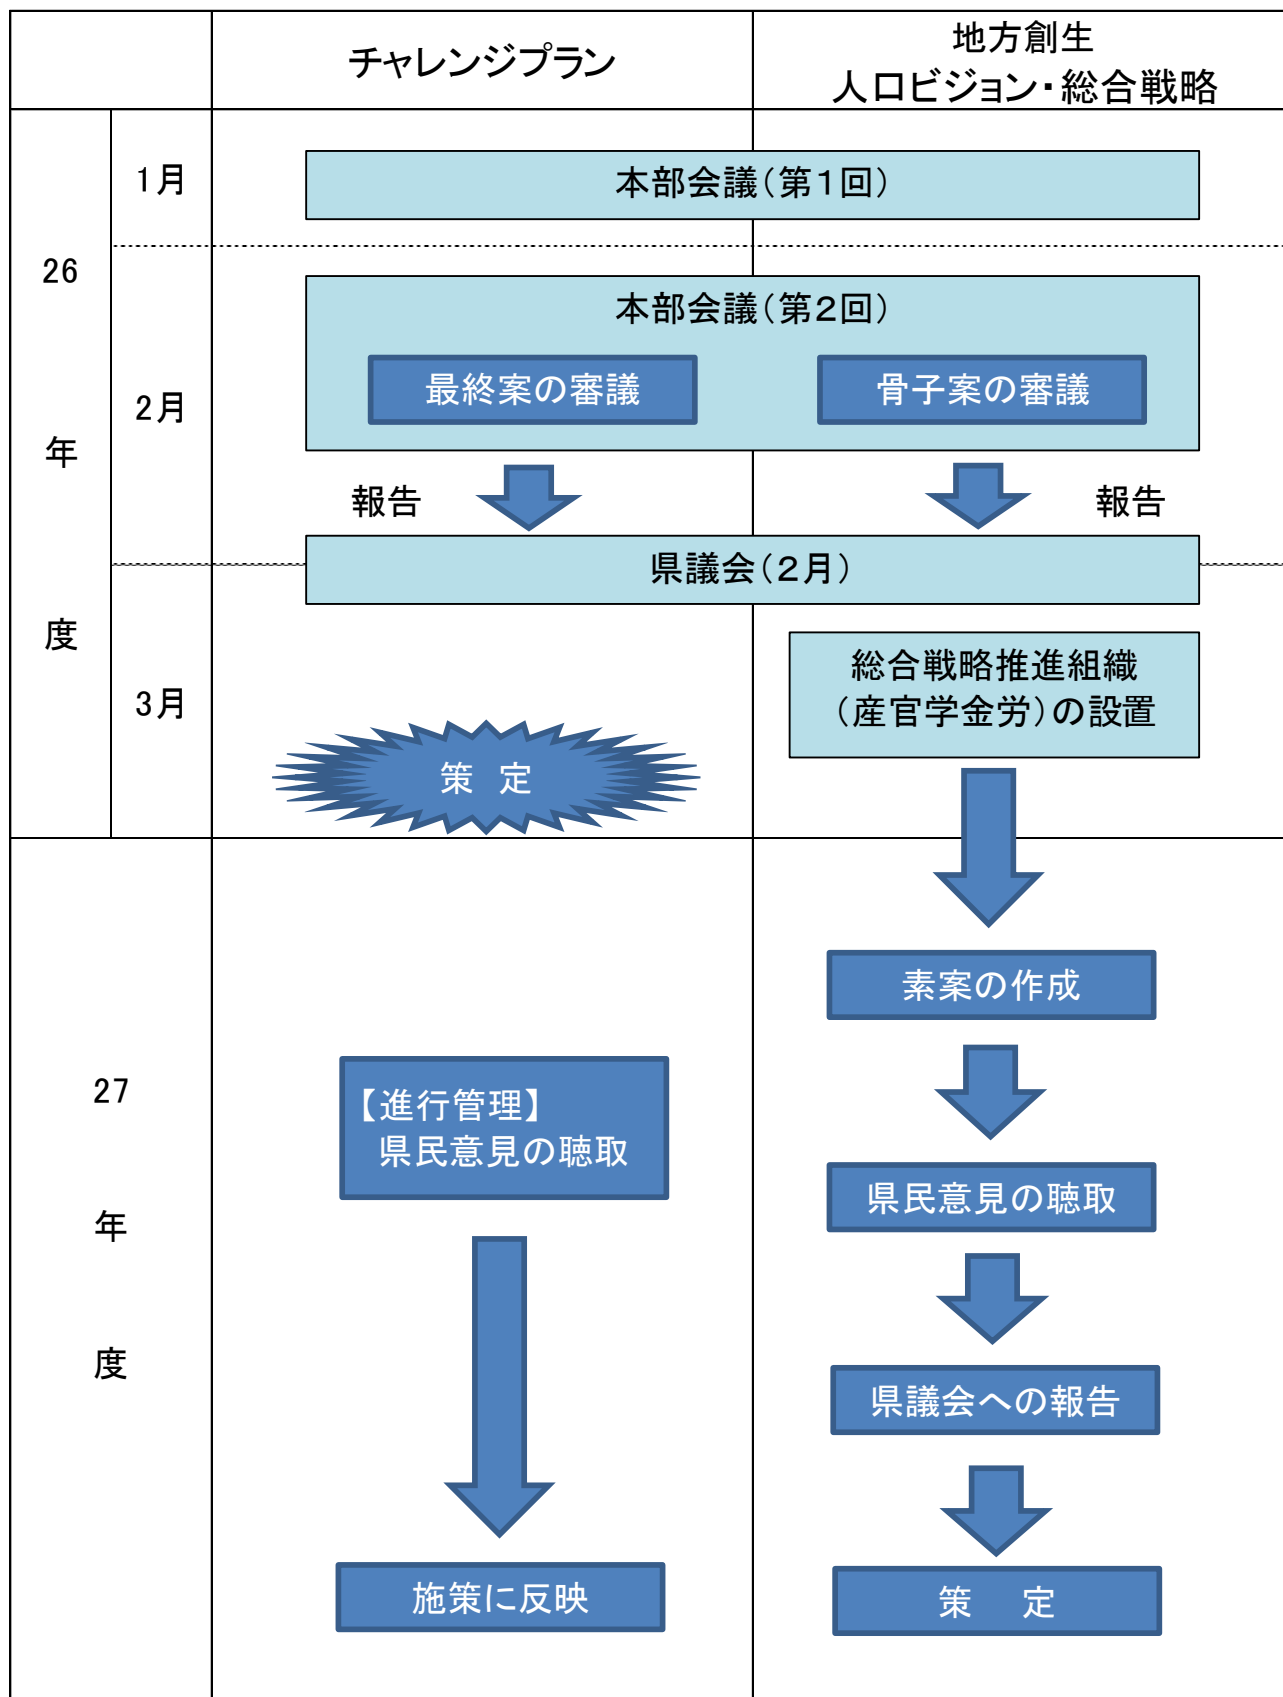 チャレンジプラン
地方創生
人口ビジョン・総合戦略
26
年
度
1月
本部会議（第１回）
2月
本部会議（第２回）
最終案の審議
骨子案の審議
報告
報告
県議会（２月）
3月
総合戦略推進組織
（産官学金労）の設置
策 定
27
年
度
素案の作成
【進行管理】
県民意見の聴取
県民意見の聴取
県議会への報告
施策に反映
策 定